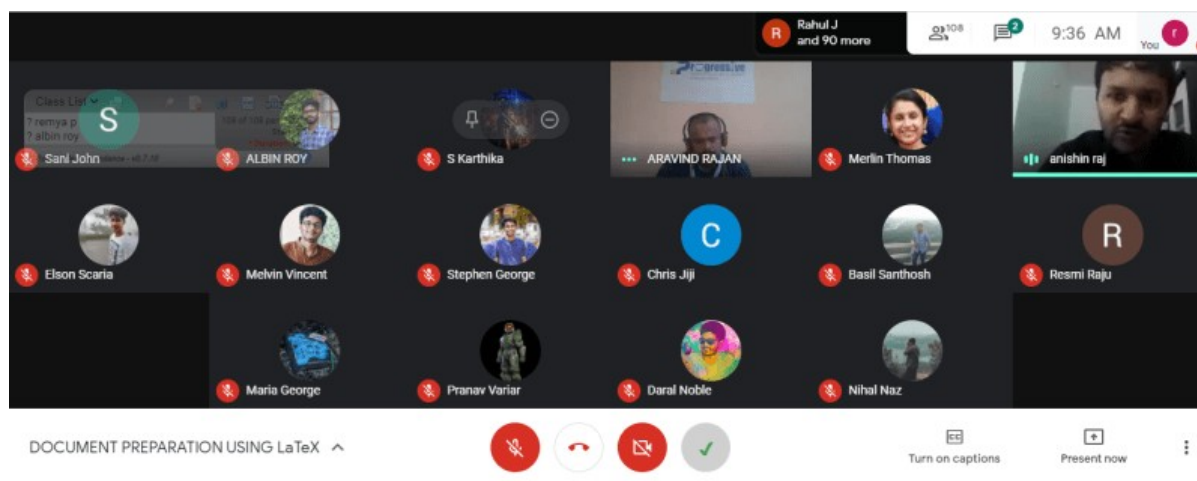 R
Rahul J
and 90 more
108
2
9:36 AM
You
r
Class List
? remya p
? albin roy
S
Sani John
ALBIN ROY
S Karthika
Progressive
ARAVIND RAJAN
Merlin Thomas
anishin raj
Elson Scaria
Melvin Vincent
Stephen George
C
Chris Jiji
Basil Santhosh
R
Resmi Raju
Maria George
Pranav Variar
Daral Noble
Nihal Naz
DOCUMENT PREPARATION USING LaTeX
CC
Turn on captions
Present now